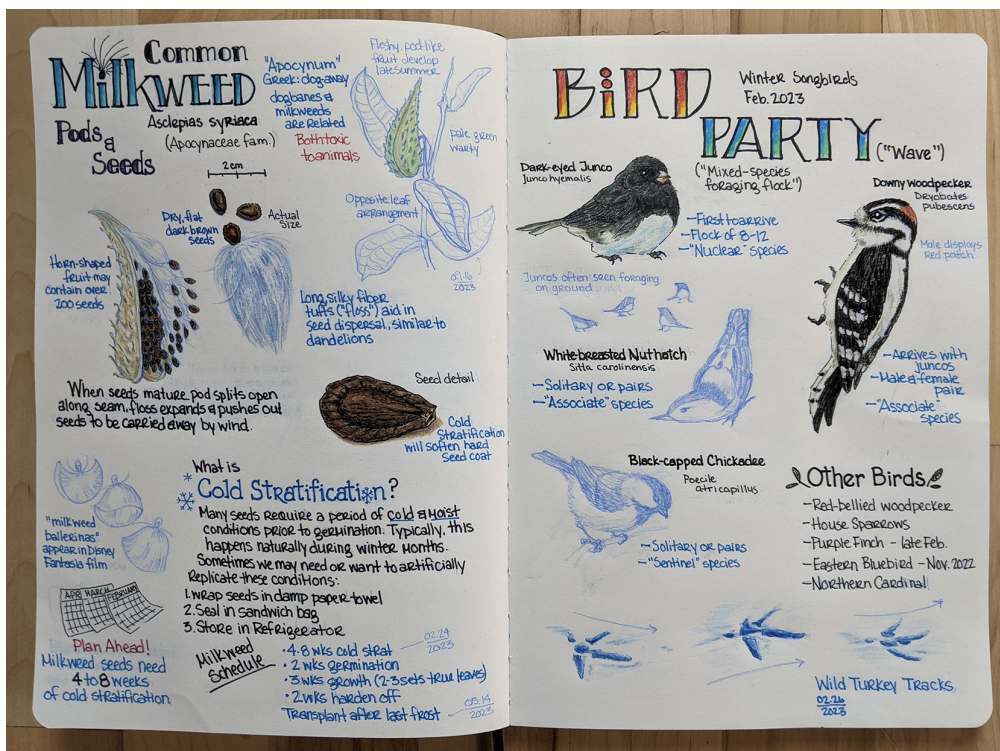 Common
MilkWEED
Pods &
Seeds
Asclepias syriaca
(Apocynaceae fam.)
"Apocynum"
Greek: dog-away
dogbanes &
milkweeds
are related
Both toxic
to animals
Fleshy, pod-like
fruit develop
late summer
pale green
warty
Opposite leaf
arrangement
07.16
2023
2cm
Dry, flat
dark brown
seeds
Actual
Size
Horn-shaped
fruit may
contain over
200 seeds
Long, silky fiber
tufts ("floss") aid in
seed dispersal, similar to
dandelions
When seeds mature, pod splits open
along seam, floss expands & pushes out
seeds to be carried away by wind.
Seed detail
Cold
Stratification
will soften hard
seed coat
"milkweed
ballerinas"
appear in Disney
Fantasia film
What is
Cold Stratification?
Many seeds require a period of cold & moist
conditions prior to germination. Typically, this
happens naturally during winter months.
Sometimes we may need or want to artificially
Replicate these conditions:
1. wrap seeds in damp paper towel
2. Seal in sandwich bag
3. Store in Refrigerator
APR MARCH FEBRUARY
Plan Ahead!
Milkweed seeds need
4 to 8 weeks
of cold stratification
Milkweed
Schedule
• 4-8 wks cold strat
• 2 wks germination
• 3 wks growth (2-3 sets true leaves)
• 2 wks harden off
Transplant after last frost
02.24
2023
05.14
2023
BiRD
PARTY
("Wave")
Winter Songbirds
Feb. 2023
("Mixed-species
foraging flock")
Dark-eyed Junco
Junco hyemalis
- First to arrive
- Flock of 8-12
- "Nuclear" species
Juncos often seen foraging
on ground
Downy Woodpecker
Dryobates
pubescens
Male displays
Red patch
- Arrives with
juncos
- Male & female
pair
- "Associate"
species
White-breasted Nuthatch
Sitta carolinensis
- Solitary or pairs
- "Associate" species
Black-capped Chickadee
Poecile
atricapillus
- Solitary or pairs
- "Sentinel" species
Other Birds
- Red-bellied woodpecker
- House Sparrows
- Purple Finch - late Feb.
- Eastern Bluebird - Nov. 2022
- Northern Cardinal
Wild Turkey Tracks
02.26
2023